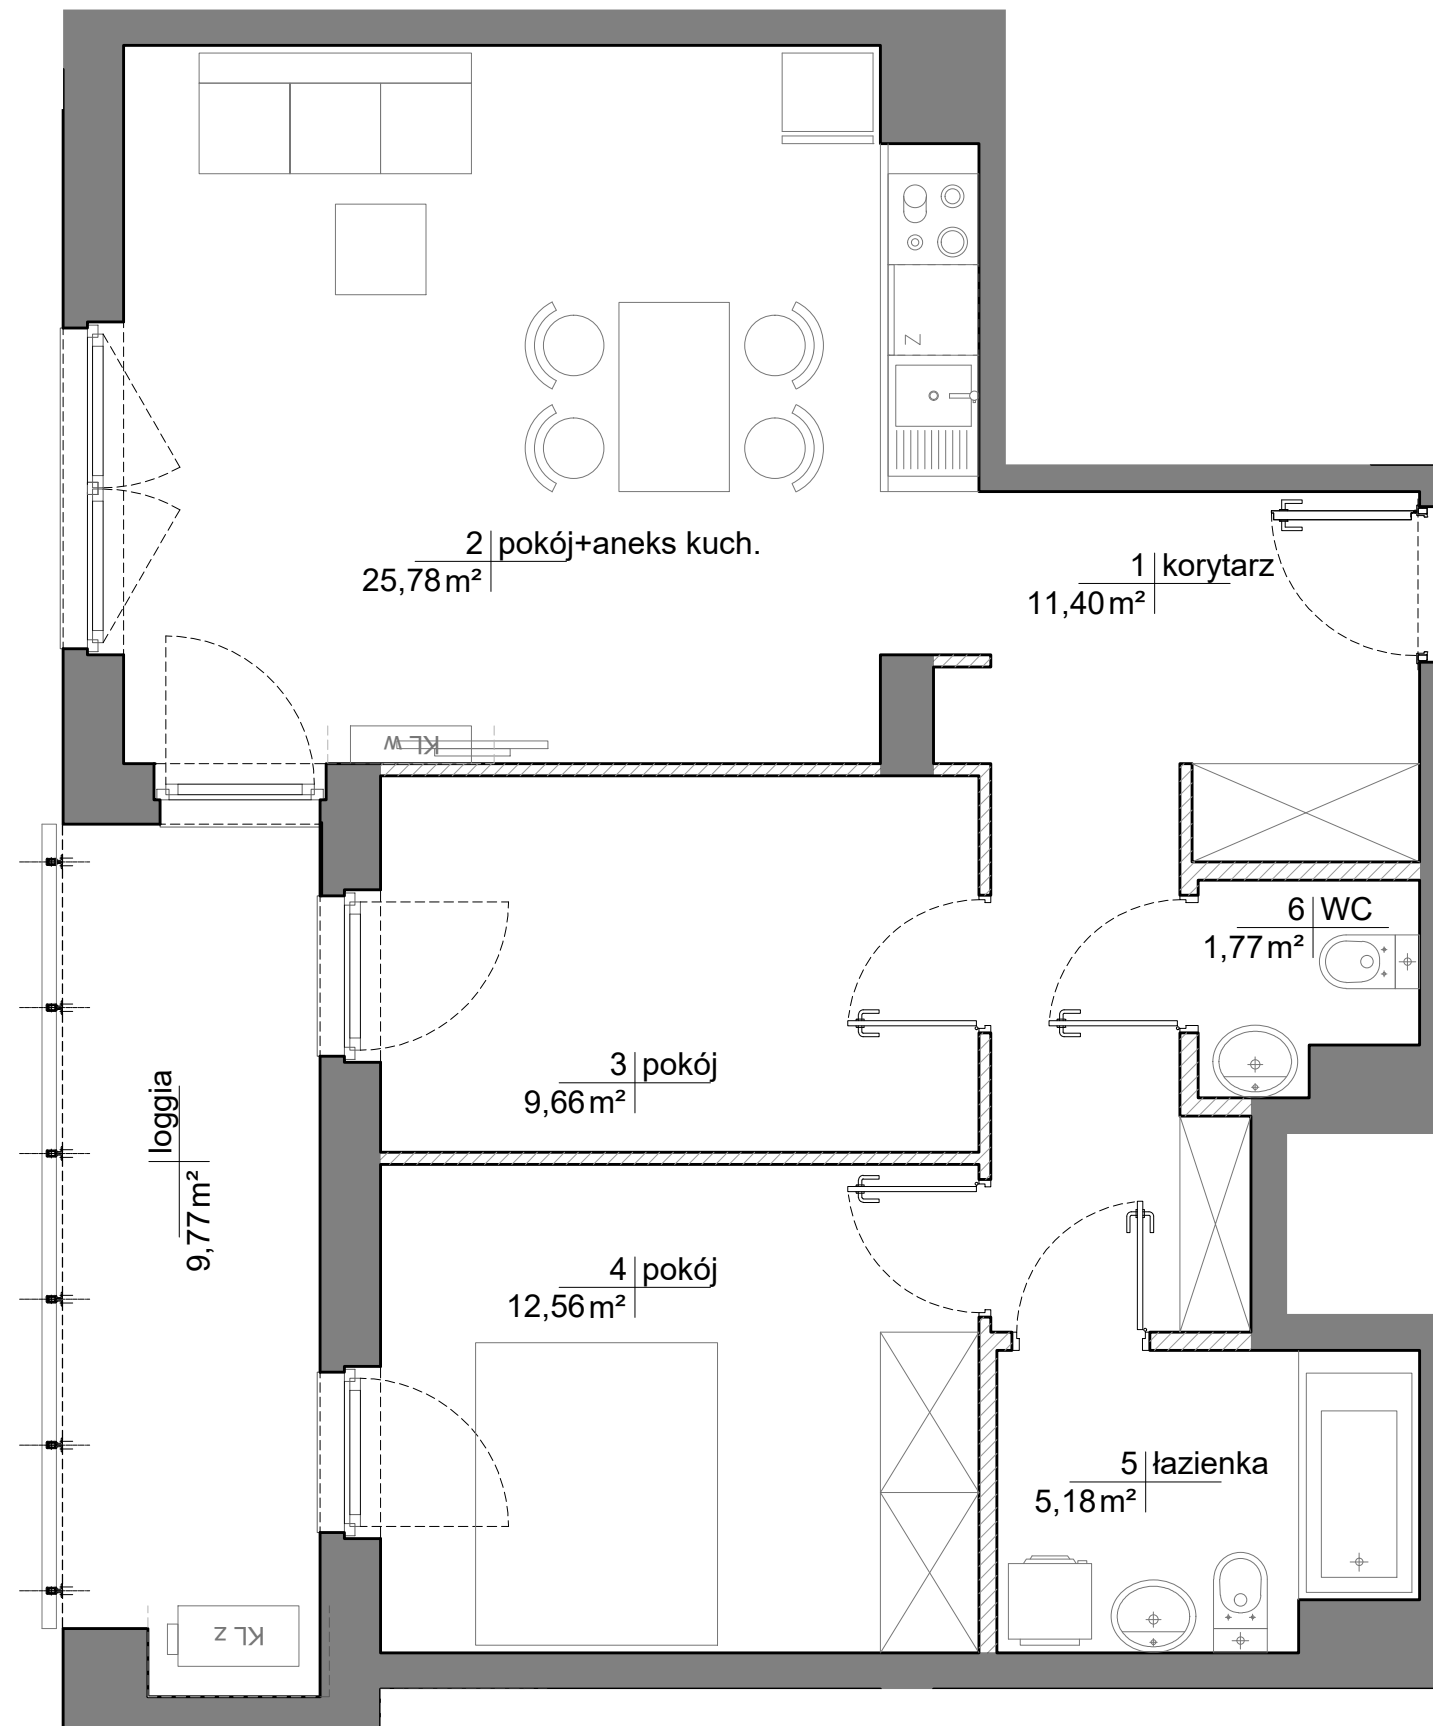 Z
2 pokój+aneks kuch.
25,78 m²
1 korytarz
11,40 m²
KL W
6 WC
1,77 m²
3 pokój
9,66 m²
loggia
9,77 m²
4 pokój
12,56 m²
5 łazienka
5,18 m²
KL z